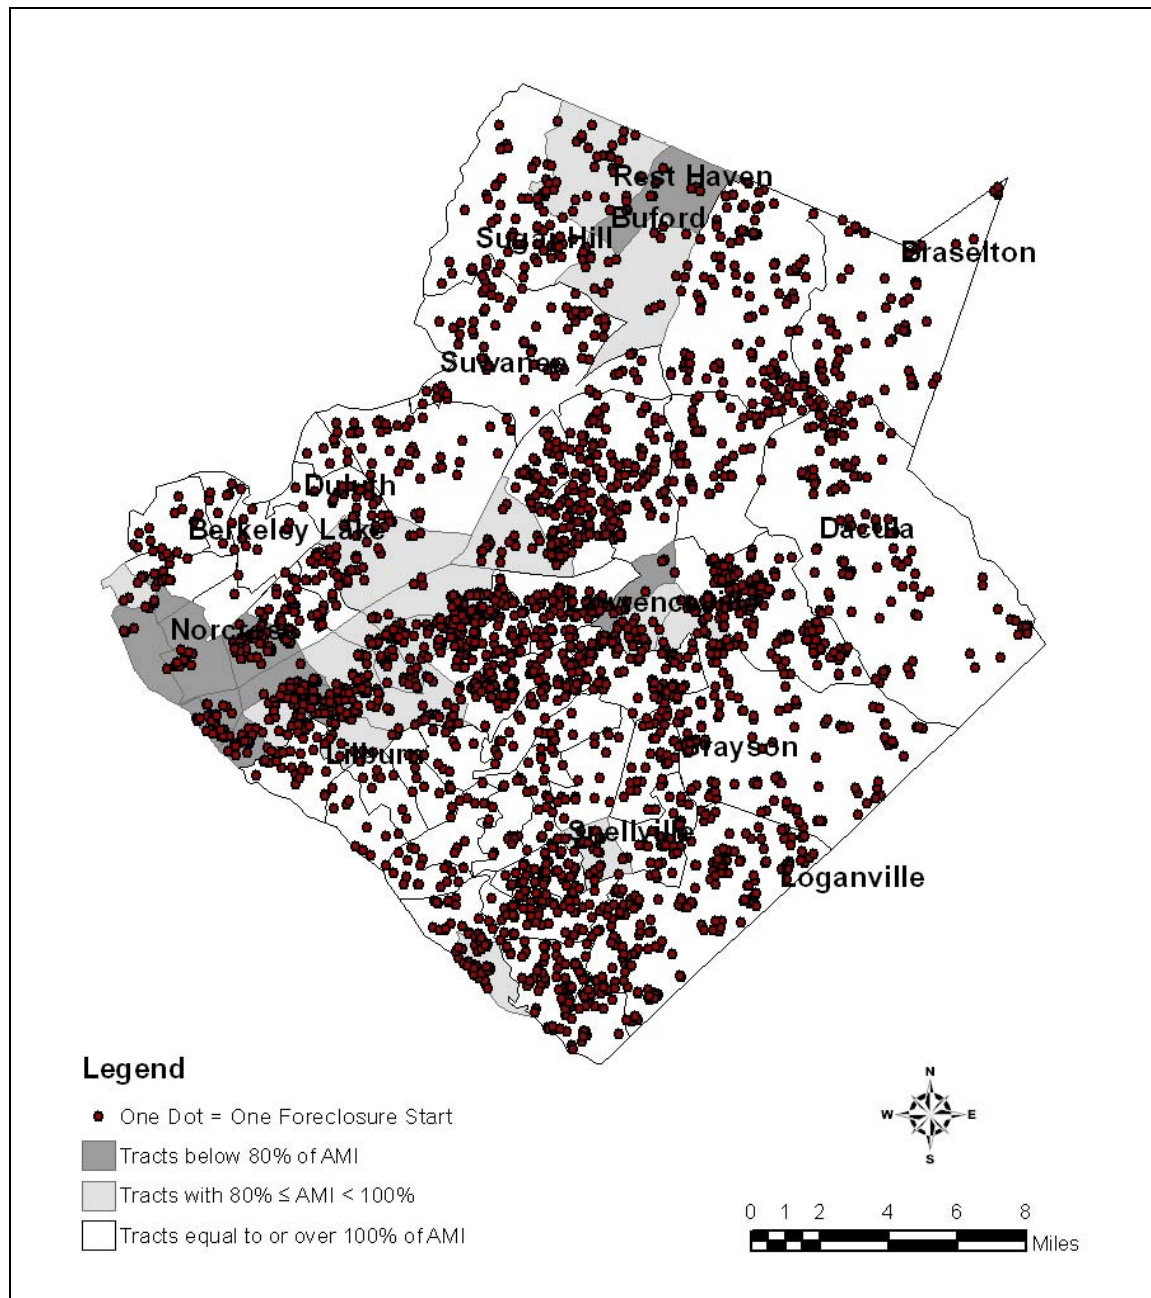 Rest Haven
Buford
Sugar Hill
Braselton
Suwanee
Duluth
Berkeley Lake
Dacula
Lawrenceville
Norcross
Grayson
Lilburn
Snellville
Loganville
Legend
One Dot = One Foreclosure Start
Tracts below 80% of AMI
Tracts with 80% ≤ AMI < 100%
Tracts equal to or over 100% of AMI
N
W E
S
0 1 2 4 6 8
Miles